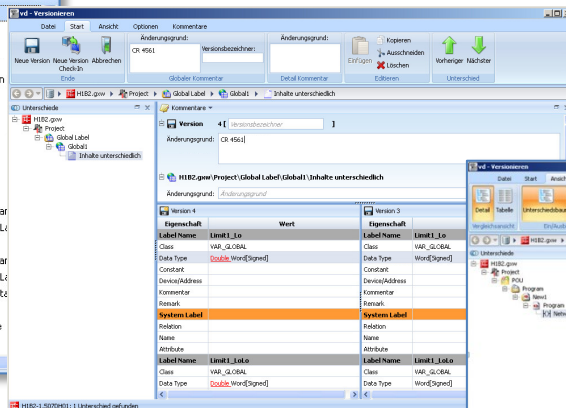 vd - Versionieren
Datei Start Ansicht Optionen Kommentare
Neue Version
Neue Version Check-In
Abbrechen
Ende
Änderungsgrund:
CR 4561
Versionsbezeichner:
Globaler Kommentar
Änderungsgrund:
Detail Kommentar
Einfügen
Kopieren
Ausschneiden
Löschen
Editieren
Vorheriger Nächster
Unterschied
H1B2.gxw Project Global Label Global1 Inhalte unterschiedlich
Unterschiede
H1B2.gxw
Project
Global Label
Global1
Inhalte unterschiedlich
Kommentare
Version 4 [ Versionsbezeichner ]
Änderungsgrund: CR 4561
H1B2.gxw\Project\Global Label\Global1\Inhalte unterschiedlich
Änderungsgrund: Änderungsgrund
Version 4 Version 3
Eigenschaft Wert Eigenschaft
Label Name Limit1_Lo Label Name Limit1_Lo
Class VAR_GLOBAL Class VAR_GLOBAL
Data Type Double Word[Signed] Data Type Word[Signed]
Constant Constant
Device/Address Device/Address
Kommentar Kommentar
Remark Remark
System Label System Label
Relation Relation
Name Name
Attribute Attribute
Label Name Limit1_LoLo Label Name Limit1_LoLo
Class VAR_GLOBAL Class VAR_GLOBAL
Data Type Double Word[Signed] Data Type Word[Signed]
vd - Versionieren
Datei Start Ansicht
Detail Tabelle Unterschiedsbaum
Vergleichsansicht
H1B2.gxw
Unterschiede
H1B2.gxw
Project
POU
Program
New1
Program